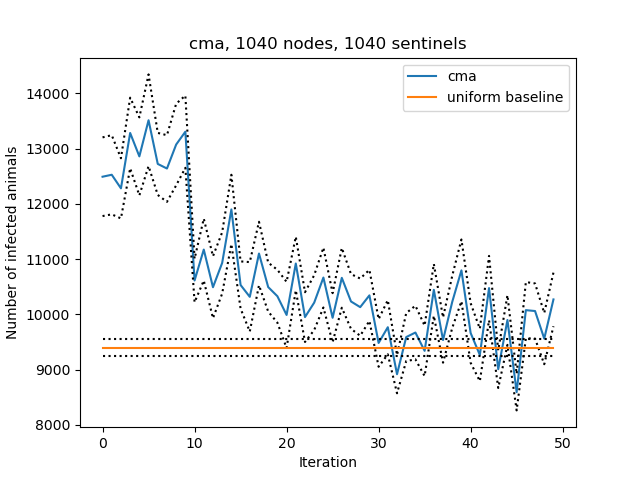 cma, 1040 nodes, 1040 sentinels
cma
uniform baseline
Number of infected animals
14000
13000
12000
11000
10000
9000
8000
0 10 20 30 40 50
Iteration